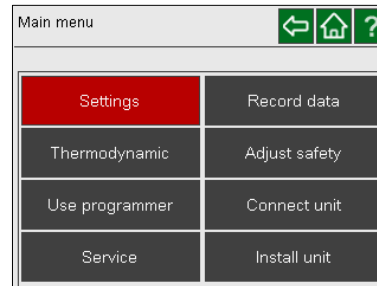 Main menu
?
Settings
Record data
Thermodynamic
Adjust safety
Use programmer
Connect unit
Service
Install unit